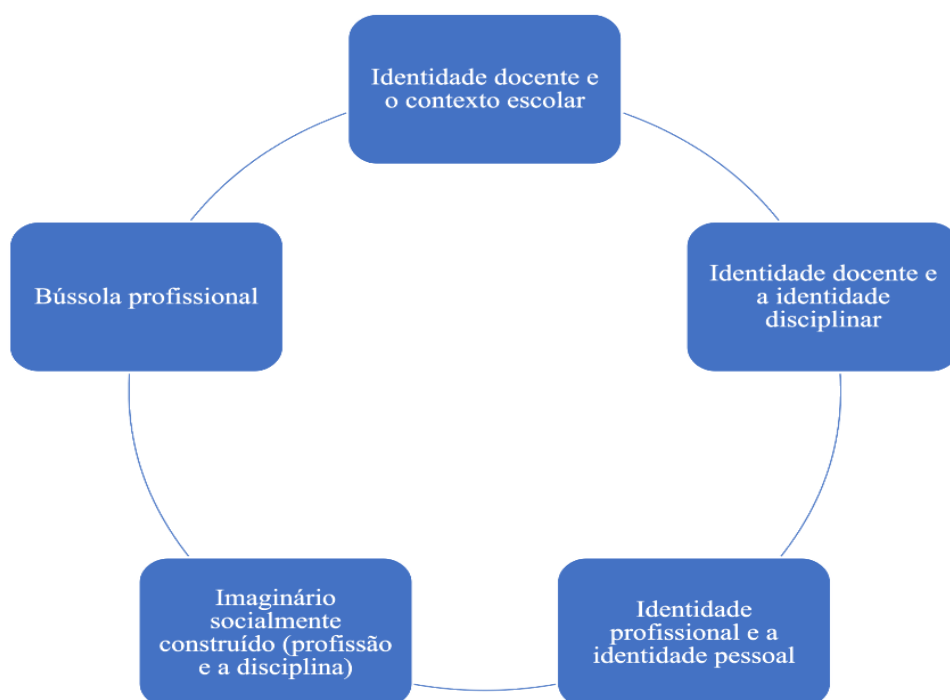 Identidade docente e
o contexto escolar
Identidade docente e
a identidade
disciplinar
Identidade
profissional e a
identidade pessoal
Imaginário
socialmente
construído (profissão
e a disciplina)
Bússola profissional